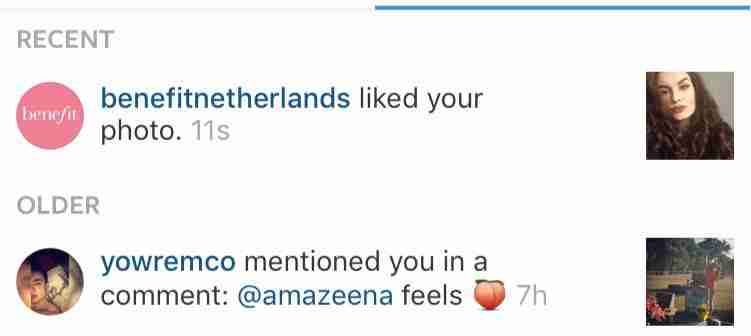 RECENT
benefitnetherlands liked your
photo. 11s
benefit
OLDER
yowremco mentioned you in a
comment: @amazeena feels 🍑 7h